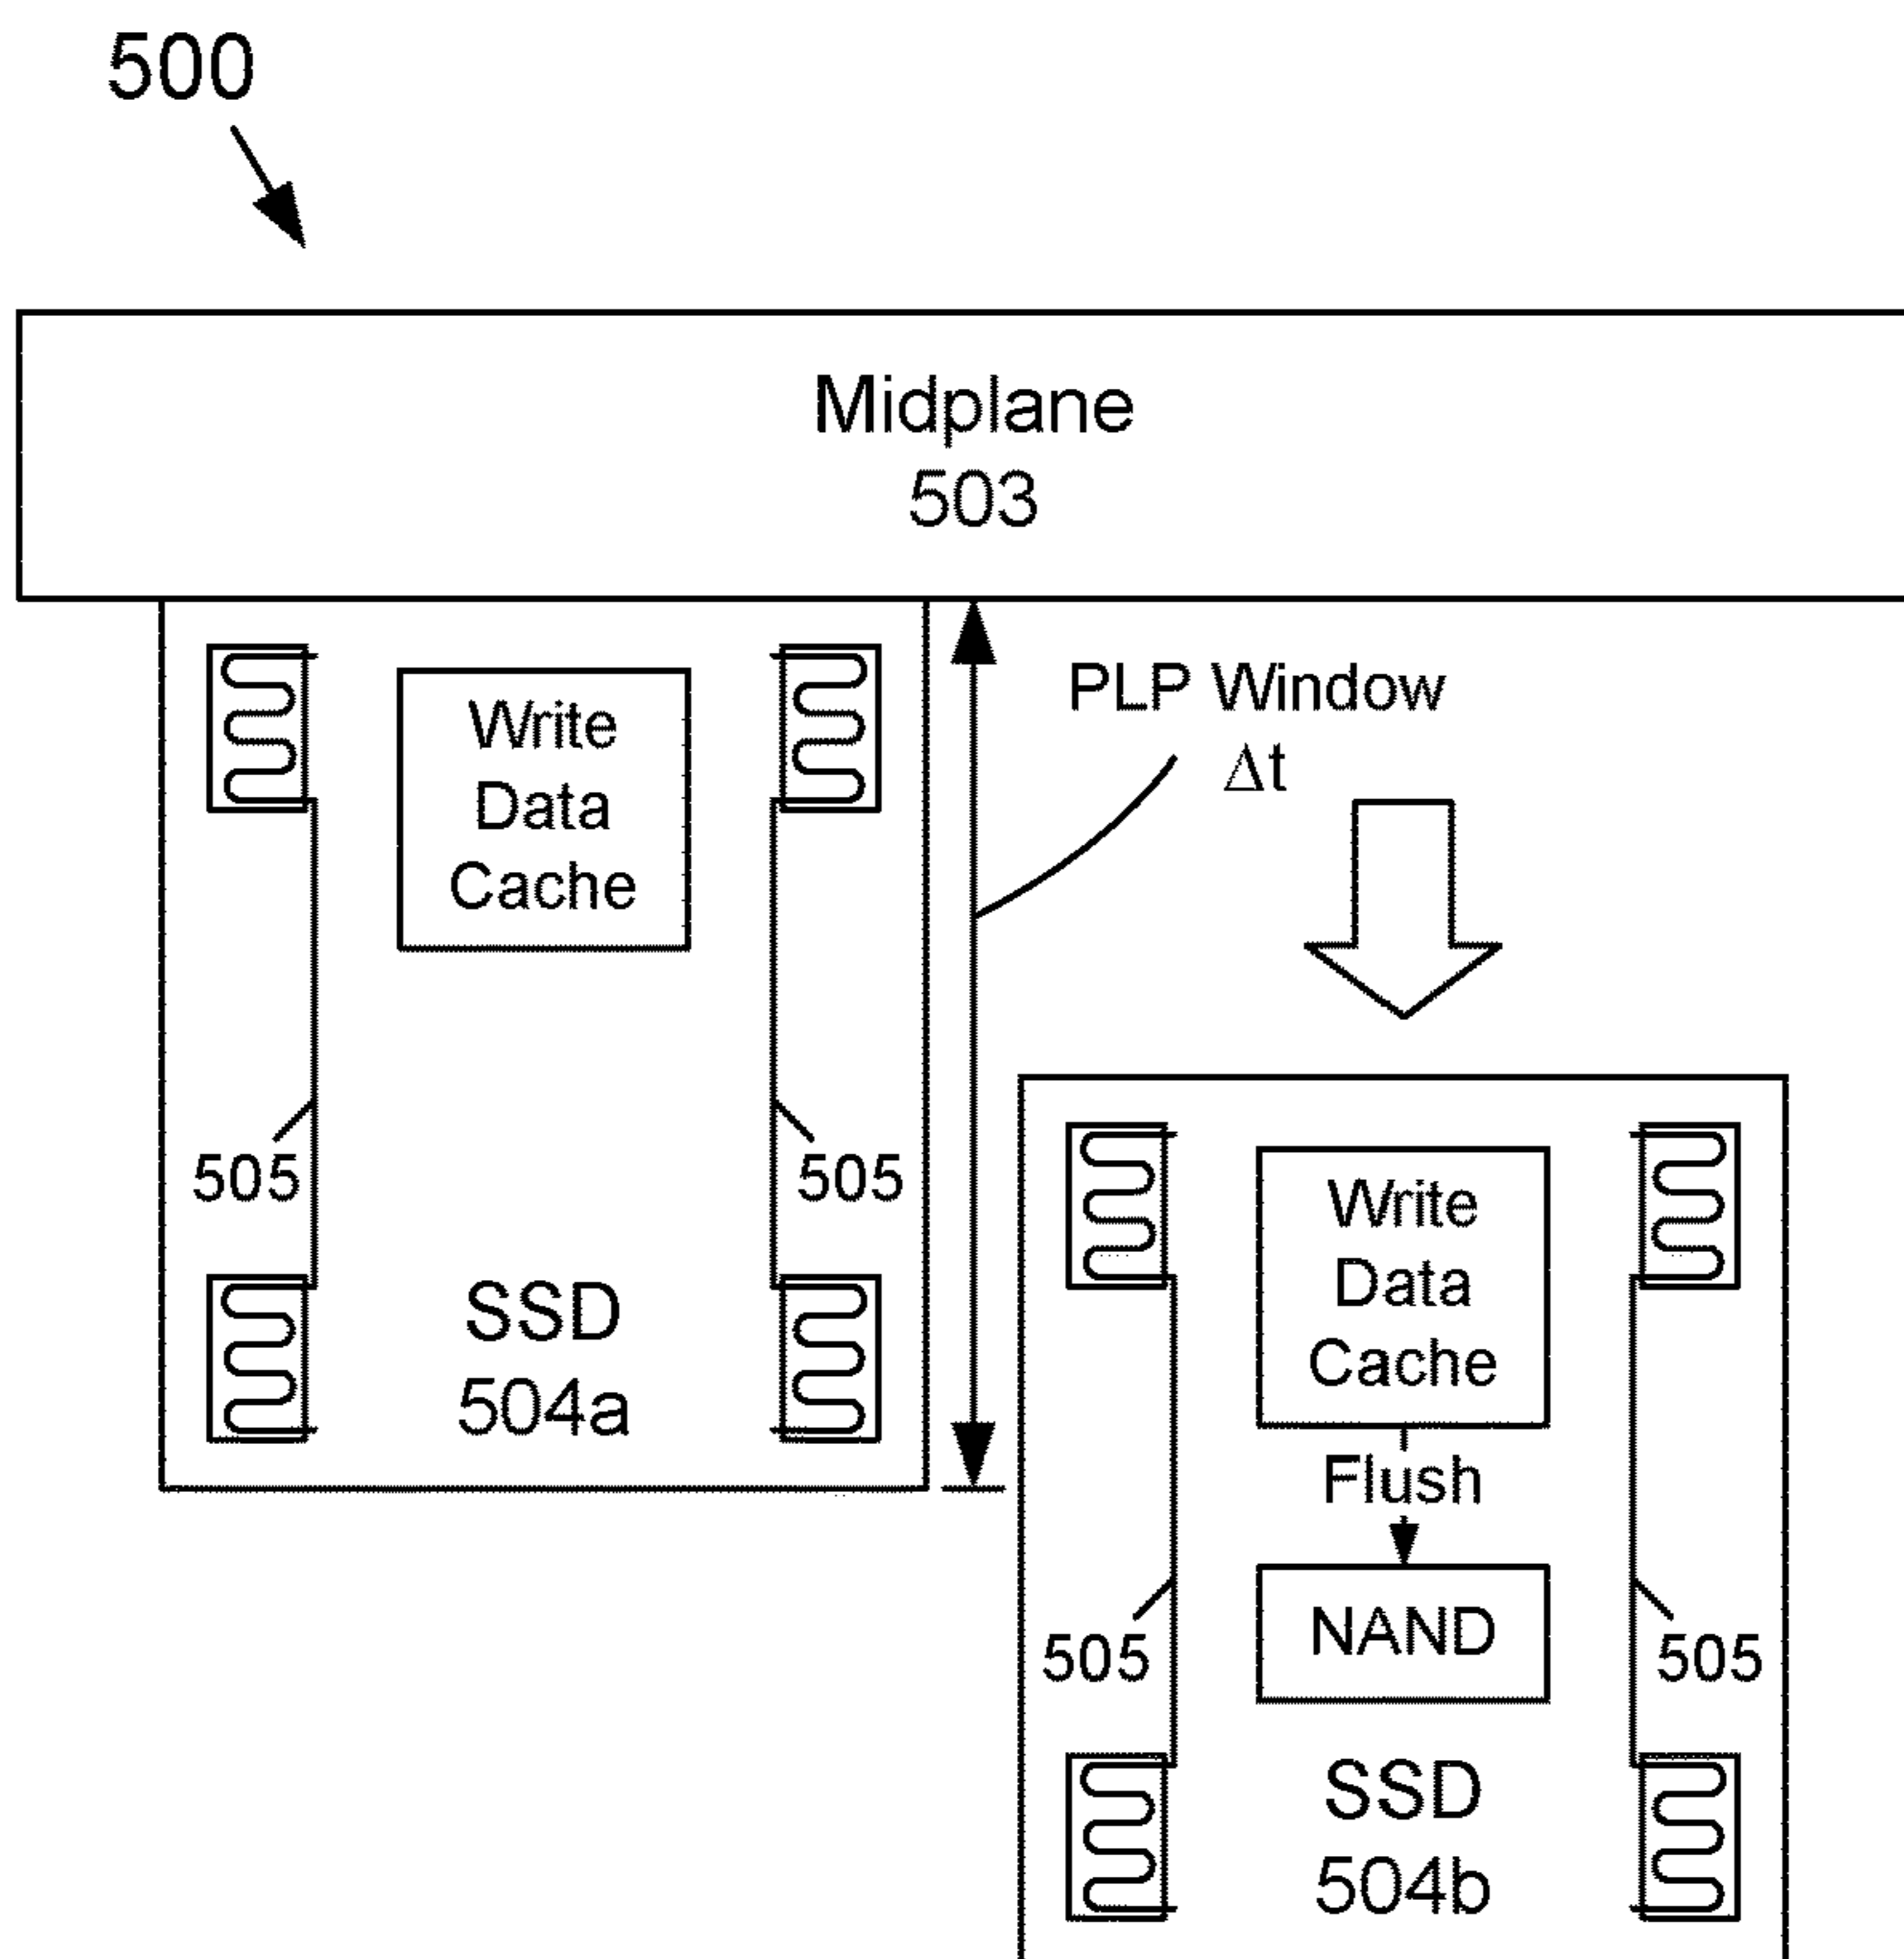 500
Midplane
503
Write
Data
Cache
505
505
SSD
504a
PLP Window
Δt
Write
Data
Cache
Flush
NAND
505
505
SSD
504b